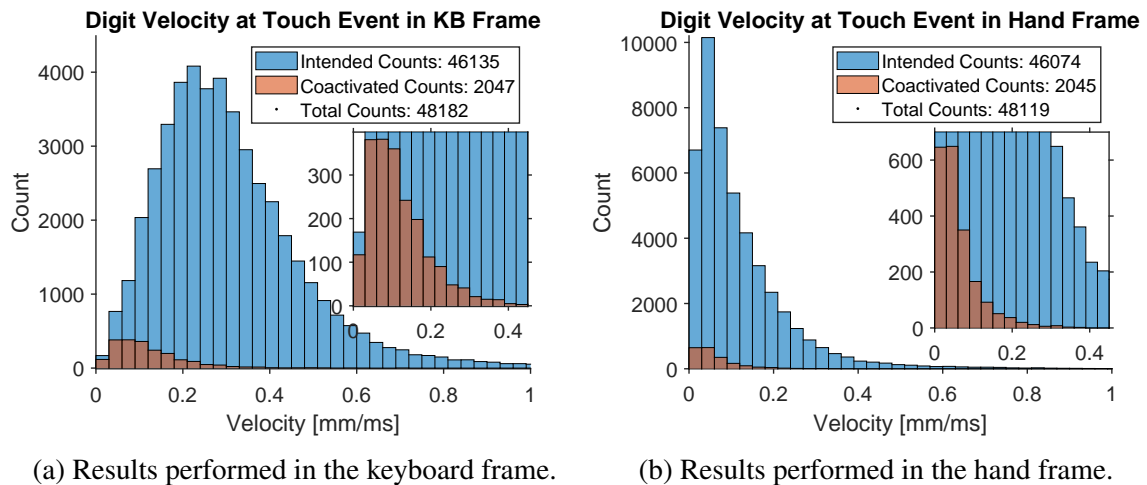 Digit Velocity at Touch Event in KB Frame
Intended Counts: 46135
Coactivated Counts: 2047
Total Counts: 48182
4000
3000
2000
1000
0
Count
300
200
100
0
0 0.2 0.4
0 0.2 0.4 0.6 0.8 1
Velocity [mm/ms]
(a) Results performed in the keyboard frame.
Digit Velocity at Touch Event in Hand Frame
Intended Counts: 46074
Coactivated Counts: 2045
Total Counts: 48119
10000
8000
6000
4000
2000
0
Count
600
400
200
0
0 0.2 0.4
0 0.2 0.4 0.6 0.8 1
Velocity [mm/ms]
(b) Results performed in the hand frame.